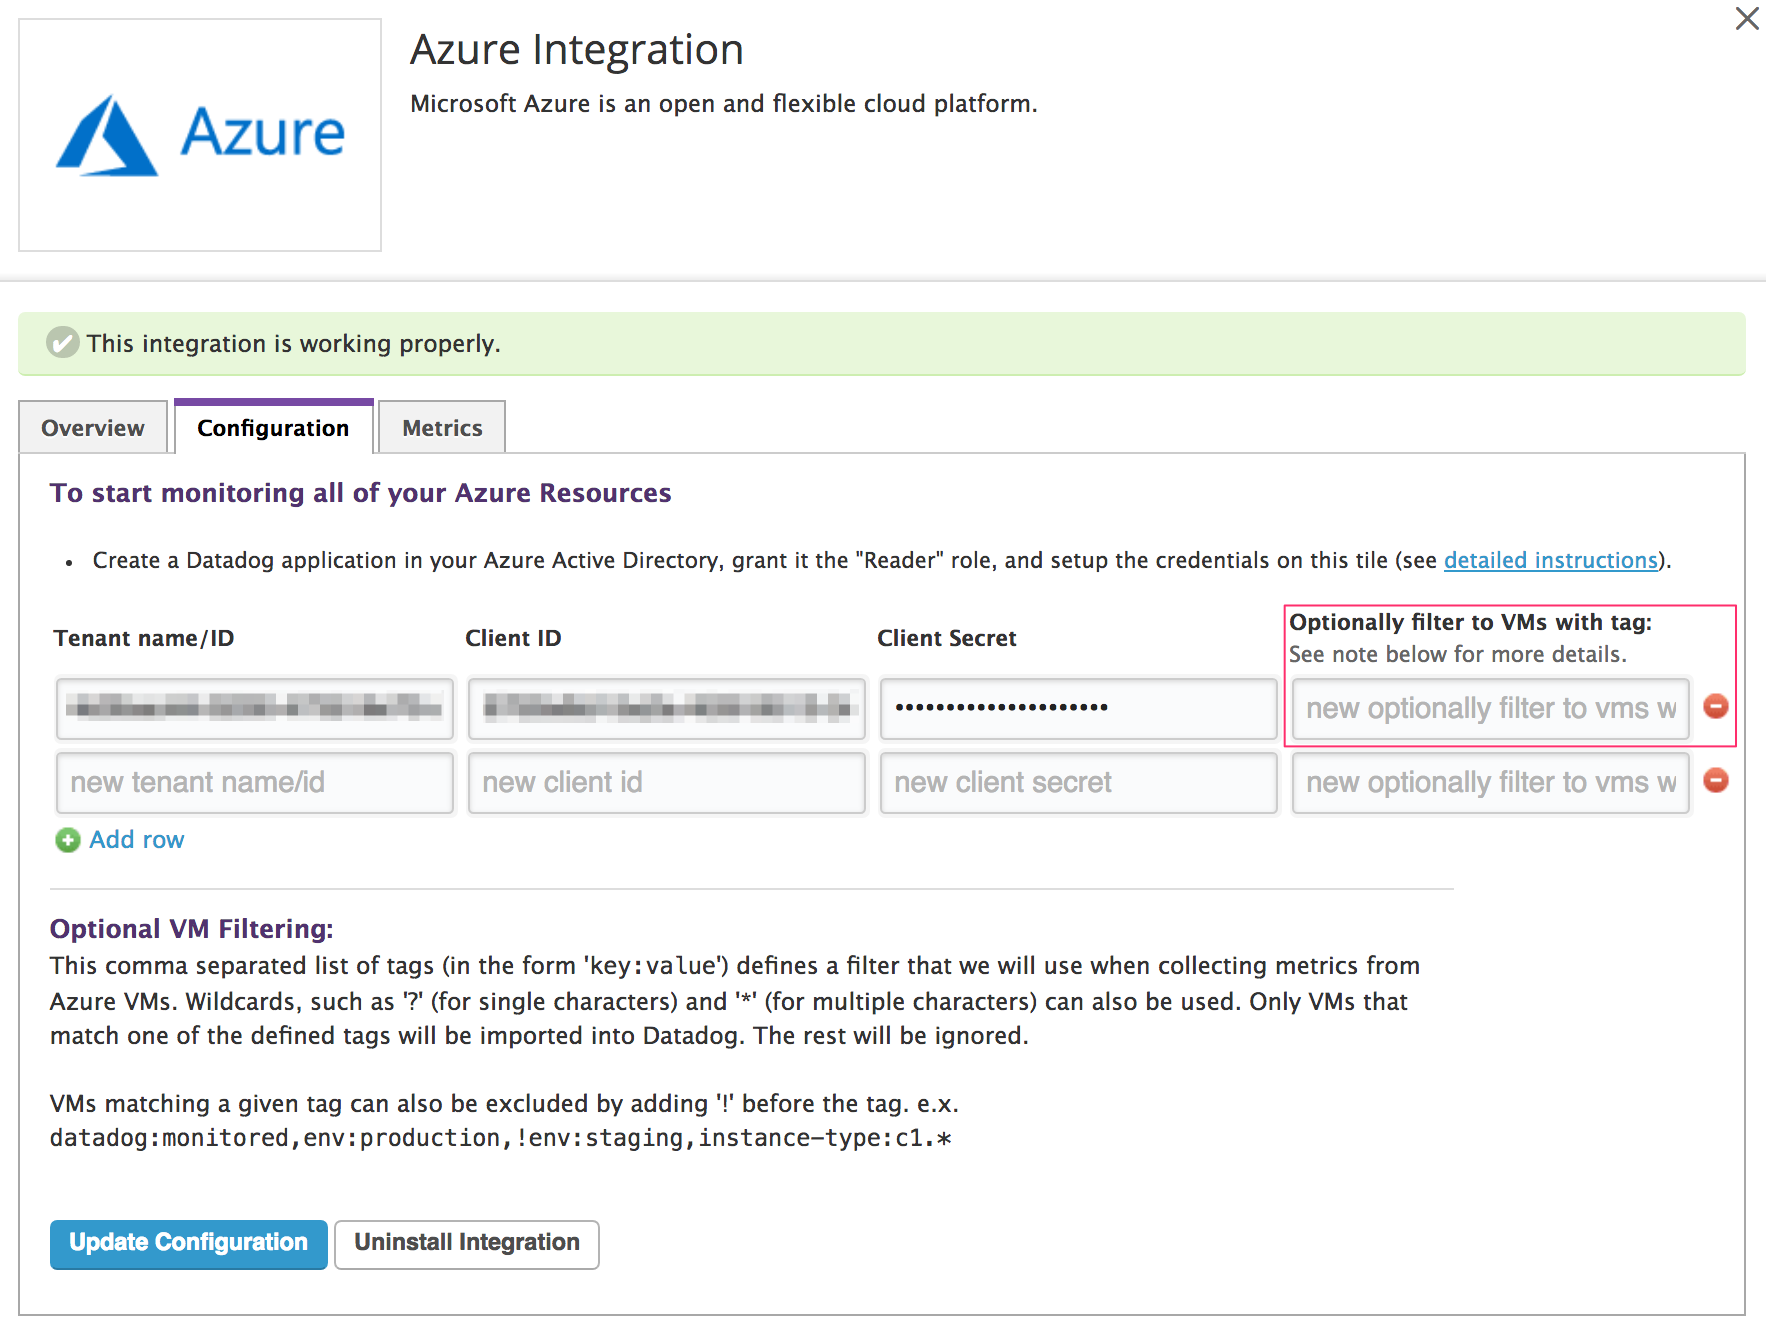 Azure
Azure Integration
Microsoft Azure is an open and flexible cloud platform.
This integration is working properly.
Overview
Configuration
Metrics
To start monitoring all of your Azure Resources
• Create a Datadog application in your Azure Active Directory, grant it the "Reader" role, and setup the credentials on this tile (see detailed instructions).
Tenant name/ID
Client ID
Client Secret
Optionally filter to VMs with tag:
See note below for more details.
•••••••••••••••••••••
new optionally filter to vms w
new tenant name/id
new client id
new client secret
new optionally filter to vms w
Add row
Optional VM Filtering:
This comma separated list of tags (in the form 'key:value') defines a filter that we will use when collecting metrics from
Azure VMs. Wildcards, such as '?' (for single characters) and '*' (for multiple characters) can also be used. Only VMs that
match one of the defined tags will be imported into Datadog. The rest will be ignored.
VMs matching a given tag can also be excluded by adding '!' before the tag. e.x.
datadog:monitored,env:production,!env:staging,instance-type:c1.*
Update Configuration
Uninstall Integration